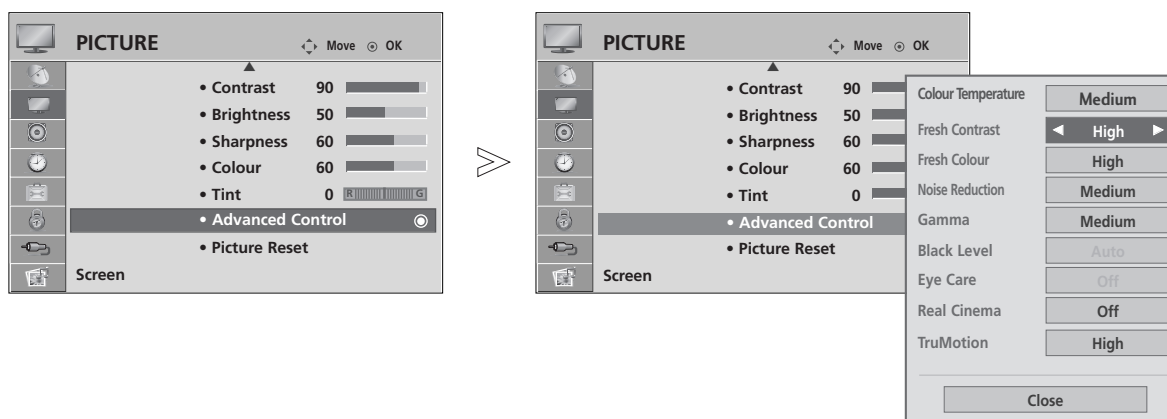 PICTURE Move OK
• Contrast 90
• Brightness 50
• Sharpness 60
• Colour 60
• Tint 0 R G
• Advanced Control
• Picture Reset
Screen
PICTURE Move OK
• Contrast 90
• Brightness 50
• Sharpness 60
• Colour 60
• Tint 0
• Advanced Control
• Picture Reset
Screen
Colour Temperature Medium
Fresh Contrast High
Fresh Colour High
Noise Reduction Medium
Gamma Medium
Black Level Auto
Eye Care Off
Real Cinema Off
TruMotion High
Close